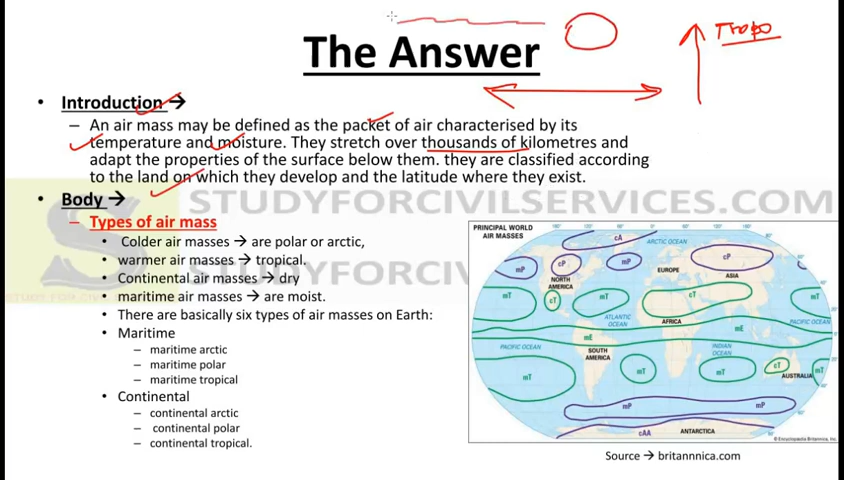 Tropo
The Answer
• Introduction →
– An air mass may be defined as the packet of air characterised by its
temperature and moisture. They stretch over thousands of kilometres and
adapt the properties of the surface below them. they are classified according
to the land on which they develop and the latitude where they exist.
• Body →
STUDYFORCIVILSERVICES.COM
– Types of air mass
• Colder air masses → are polar or arctic,
• warmer air masses → tropical.
• Continental air masses → dry
• maritime air masses → are moist.
• There are basically six types of air masses on Earth:
• Maritime
– maritime arctic
– maritime polar
– maritime tropical
• Continental
– continental arctic
– continental polar
– continental tropical.
PRINCIPAL WORLD
AIR MASSES
cA
ARCTIC OCEAN
mP
cP
mP
cP
EUROPE
ASIA
NORTH
AMERICA
mT
cT
mT
cT
mT
ATLANTIC
OCEAN
AFRICA
PACIFIC OCEAN
mE
mE
PACIFIC OCEAN
SOUTH
AMERICA
INDIAN
OCEAN
mT
mT
mT
cT
mT
AUSTRALIA
mP
mP
cAA
ANTARCTICA
© Encyclopædia Britannica, Inc.
Source → britannnica.com